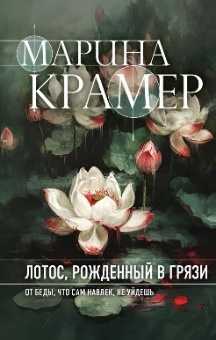 МАРИНА
КРАМЕР
ЛОТОС, РОЖДЕННЫЙ В ГРЯЗИ
ОТ БЕДЫ, ЧТО САМ НАВЛЕК, НЕ УЙДЕШЬ